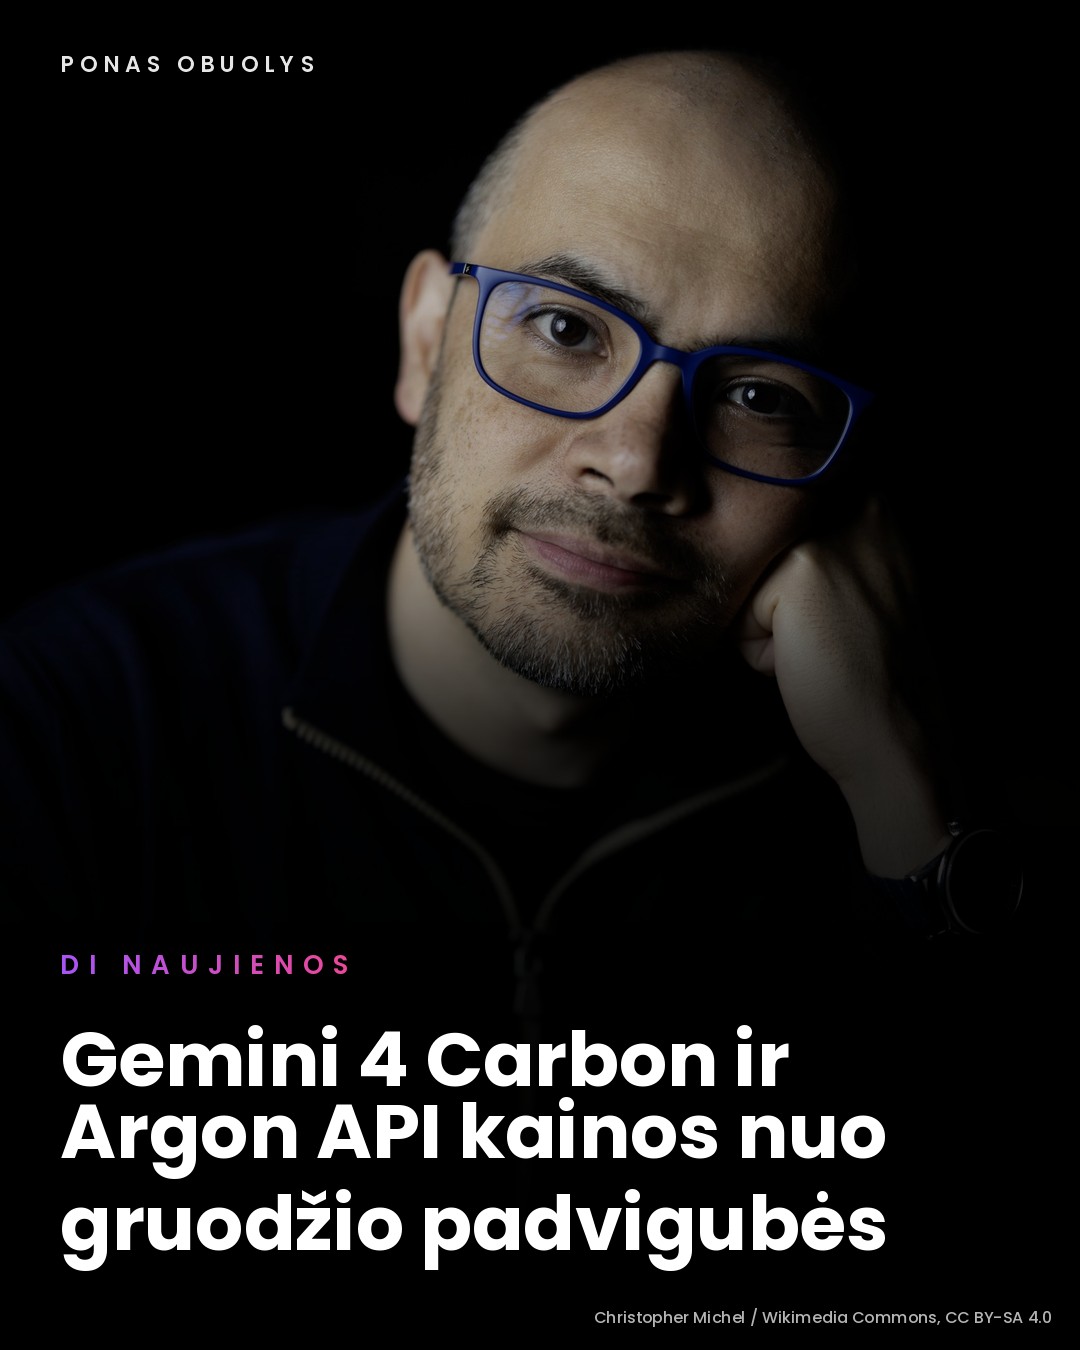 PONAS OBUOLYS
DI NAUJIENOS
Gemini 4 Carbon ir
Argon API kainos nuo
gruodžio padvigubės
Christopher Michel / Wikimedia Commons, CC BY-SA 4.0